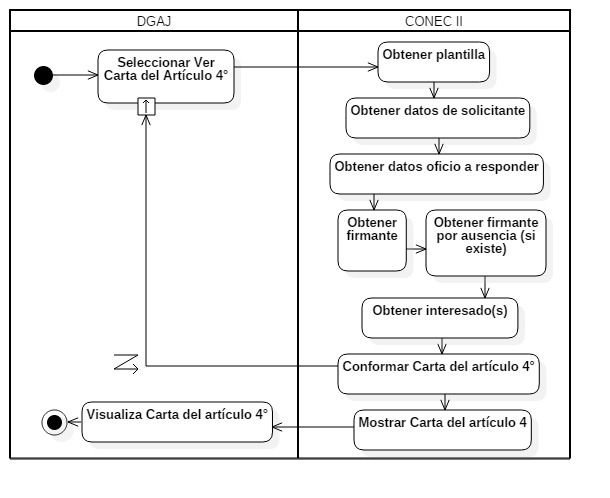 DGAJ
CONEC II
Seleccionar Ver
Carta del Artículo 4°
Obtener plantilla
Obtener datos de solicitante
Obtener datos oficio a responder
Obtener
firmante
Obtener firmante
por ausencia (si
existe)
Obtener interesado(s)
Conformar Carta del artículo 4°
Mostrar Carta del artículo 4
Visualiza Carta del artículo 4°